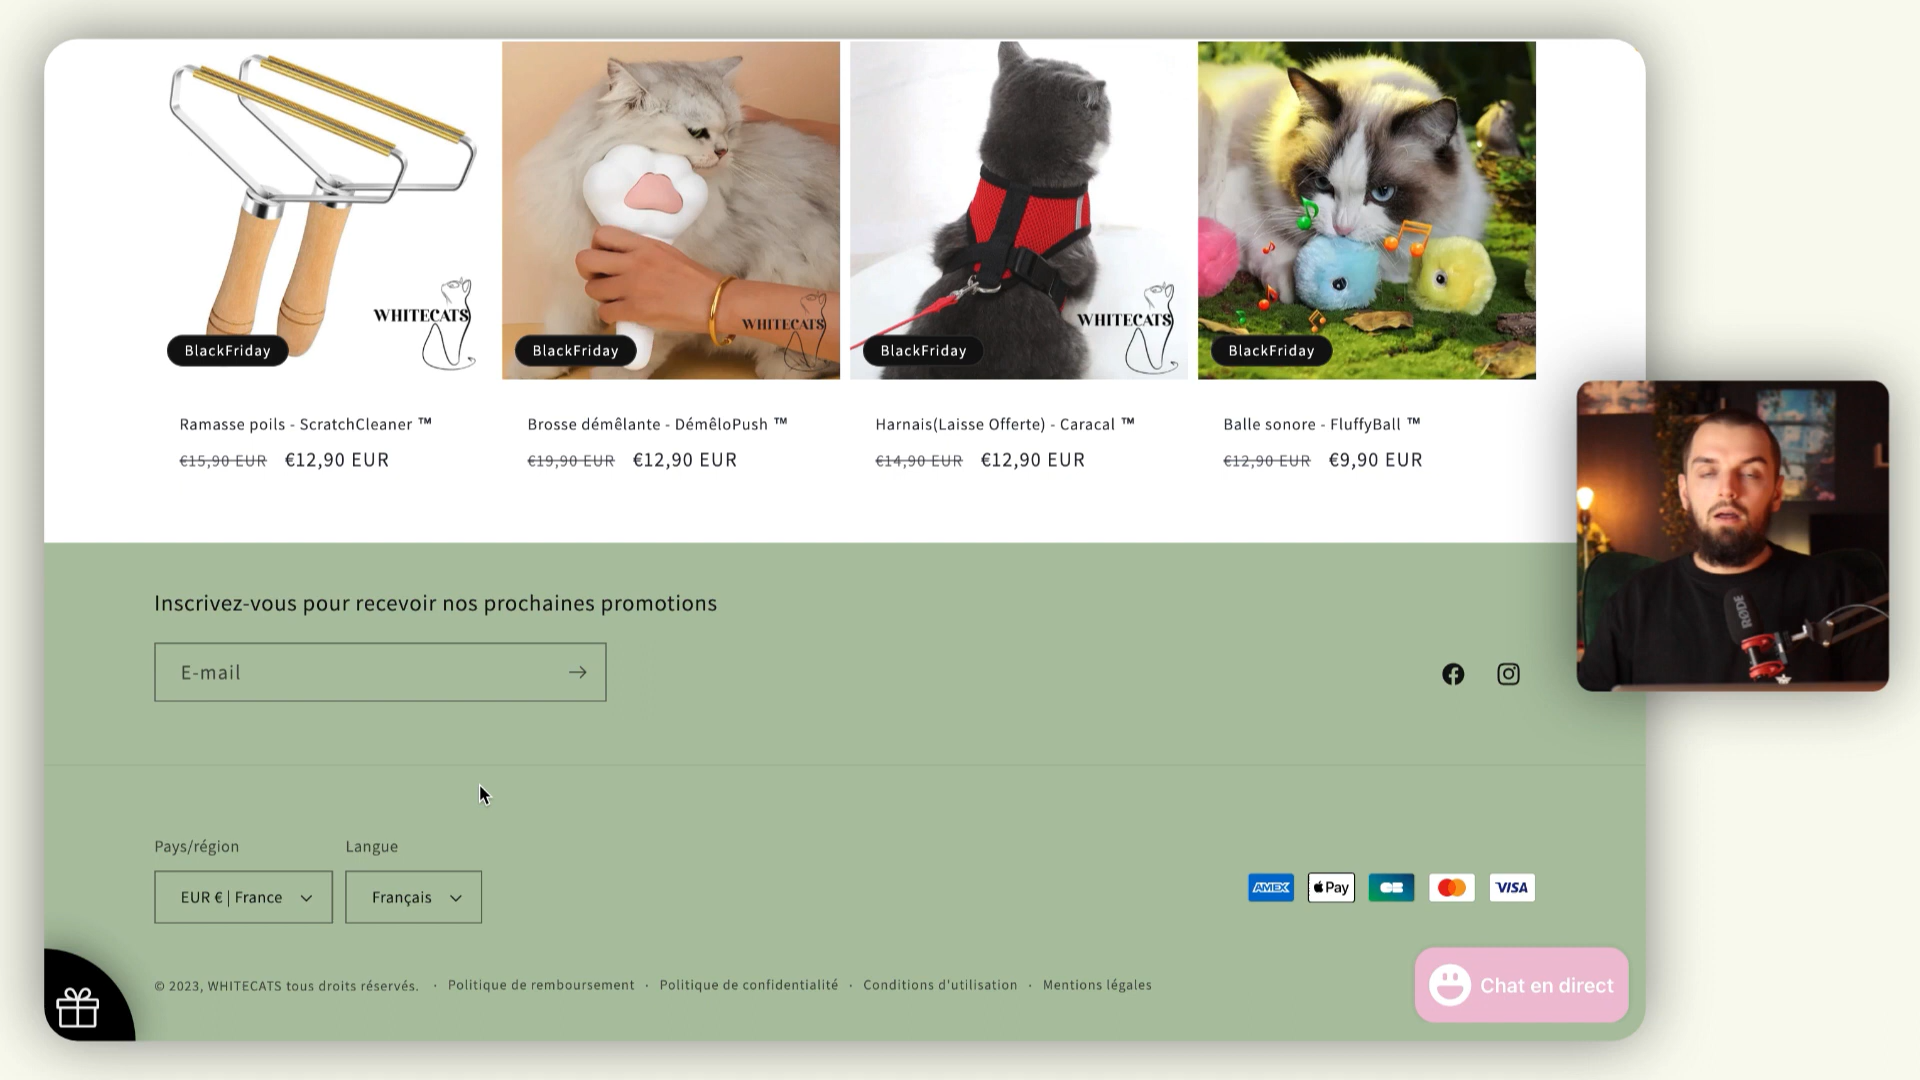 WHITECATS
WHITECATS
WHITECATS
BlackFriday
BlackFriday
BlackFriday
BlackFriday
Ramasse poils - ScratchCleaner ™
Brosse démêlante - DémêloPush ™
Harnais(Laisse Offerte) - Caracal ™
Balle sonore - FluffyBall ™
€15,90 EUR €12,90 EUR
€19,90 EUR €12,90 EUR
€14,90 EUR €12,90 EUR
€12,90 EUR €9,90 EUR
RØDE
Inscrivez-vous pour recevoir nos prochaines promotions
E-mail
Pays/région
Langue
EUR € | France
Français
AMEX
Pay
CB
VISA
© 2023, WHITECATS tous droits réservés. · Politique de remboursement · Politique de confidentialité · Conditions d'utilisation · Mentions légales
Chat en direct